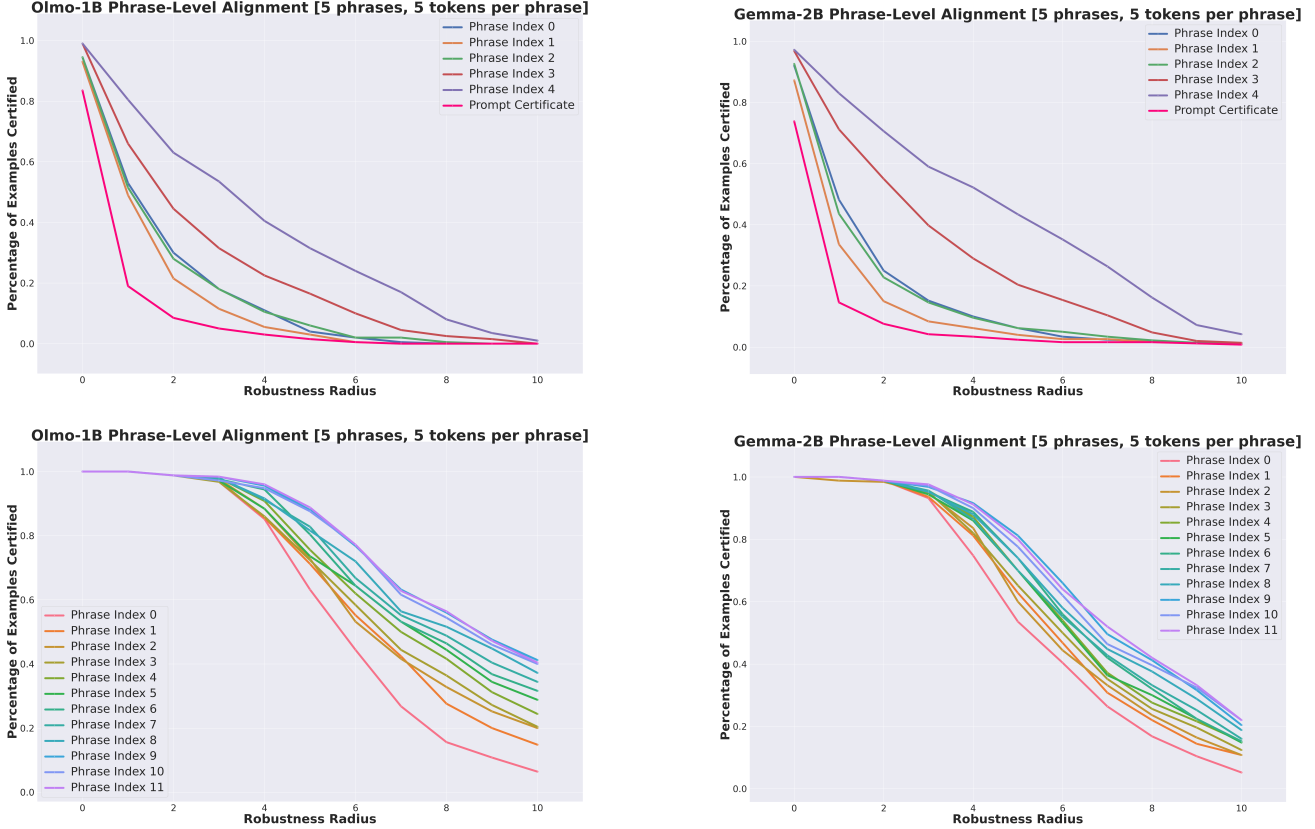 Olmo-1B Phrase-Level Alignment [5 phrases, 5 tokens per phrase]
Percentage of Examples Certified
1.0
0.8
0.6
0.4
0.2
0.0
Phrase Index 0
Phrase Index 1
Phrase Index 2
Phrase Index 3
Phrase Index 4
Prompt Certificate
0 2 4 6 8 10
Robustness Radius
Gemma-2B Phrase-Level Alignment [5 phrases, 5 tokens per phrase]
Percentage of Examples Certified
1.0
0.8
0.6
0.4
0.2
0.0
Phrase Index 0
Phrase Index 1
Phrase Index 2
Phrase Index 3
Phrase Index 4
Prompt Certificate
0 2 4 6 8 10
Robustness Radius
Olmo-1B Phrase-Level Alignment [5 phrases, 5 tokens per phrase]
Percentage of Examples Certified
1.0
0.8
0.6
0.4
0.2
0.0
Phrase Index 0
Phrase Index 1
Phrase Index 2
Phrase Index 3
Phrase Index 4
Phrase Index 5
Phrase Index 6
Phrase Index 7
Phrase Index 8
Phrase Index 9
Phrase Index 10
Phrase Index 11
0 2 4 6 8 10
Robustness Radius
Gemma-2B Phrase-Level Alignment [5 phrases, 5 tokens per phrase]
Percentage of Examples Certified
1.0
0.8
0.6
0.4
0.2
0.0
Phrase Index 0
Phrase Index 1
Phrase Index 2
Phrase Index 3
Phrase Index 4
Phrase Index 5
Phrase Index 6
Phrase Index 7
Phrase Index 8
Phrase Index 9
Phrase Index 10
Phrase Index 11
0 2 4 6 8 10
Robustness Radius